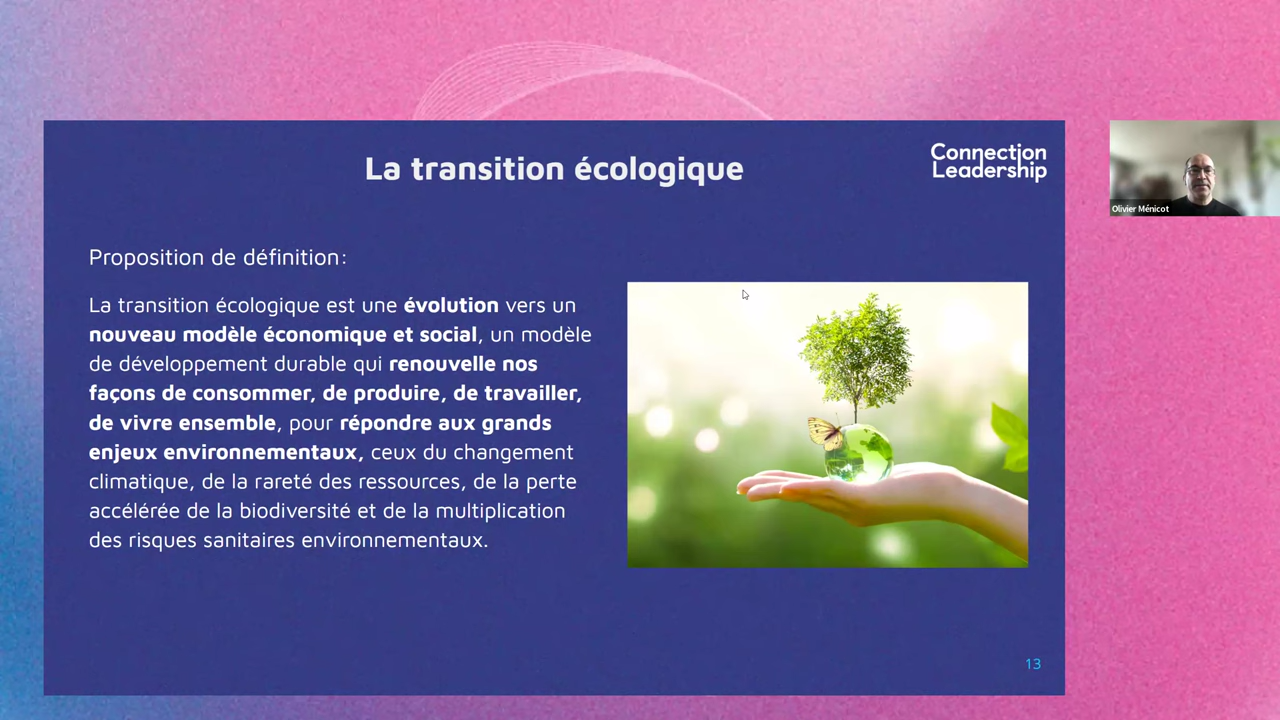 La transition écologique
Connection
Leadership
Olivier Ménicot
Proposition de définition:
La transition écologique est une évolution vers un
nouveau modèle économique et social, un modèle
de développement durable qui renouvelle nos
façons de consommer, de produire, de travailler,
de vivre ensemble, pour répondre aux grands
enjeux environnementaux, ceux du changement
climatique, de la rareté des ressources, de la perte
accélérée de la biodiversité et de la multiplication
des risques sanitaires environnementaux.
13